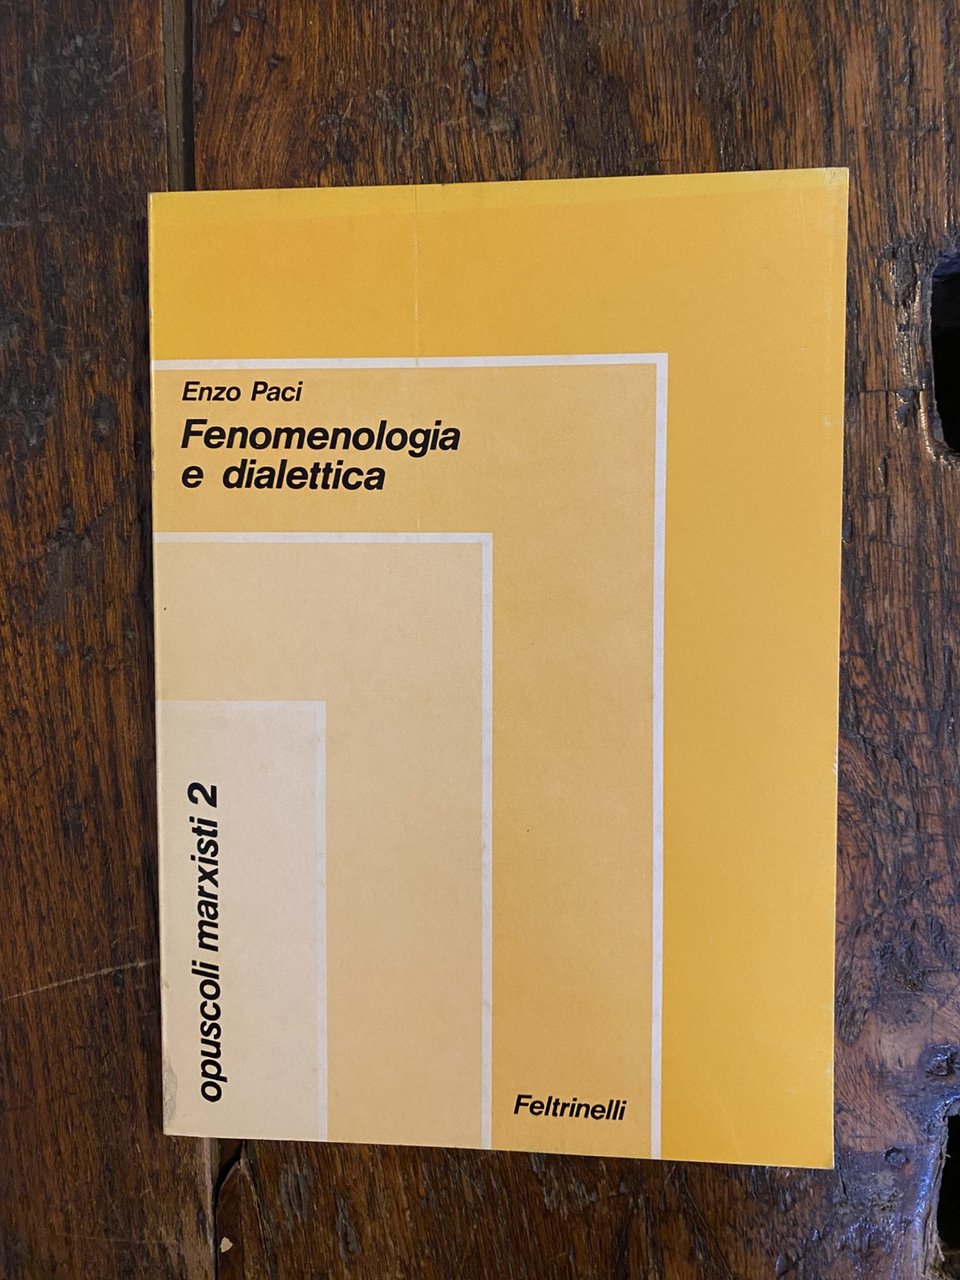 Enzo Paci
Fenomenologia
e dialettica
opuscoli marxisti 2
Feltrinelli